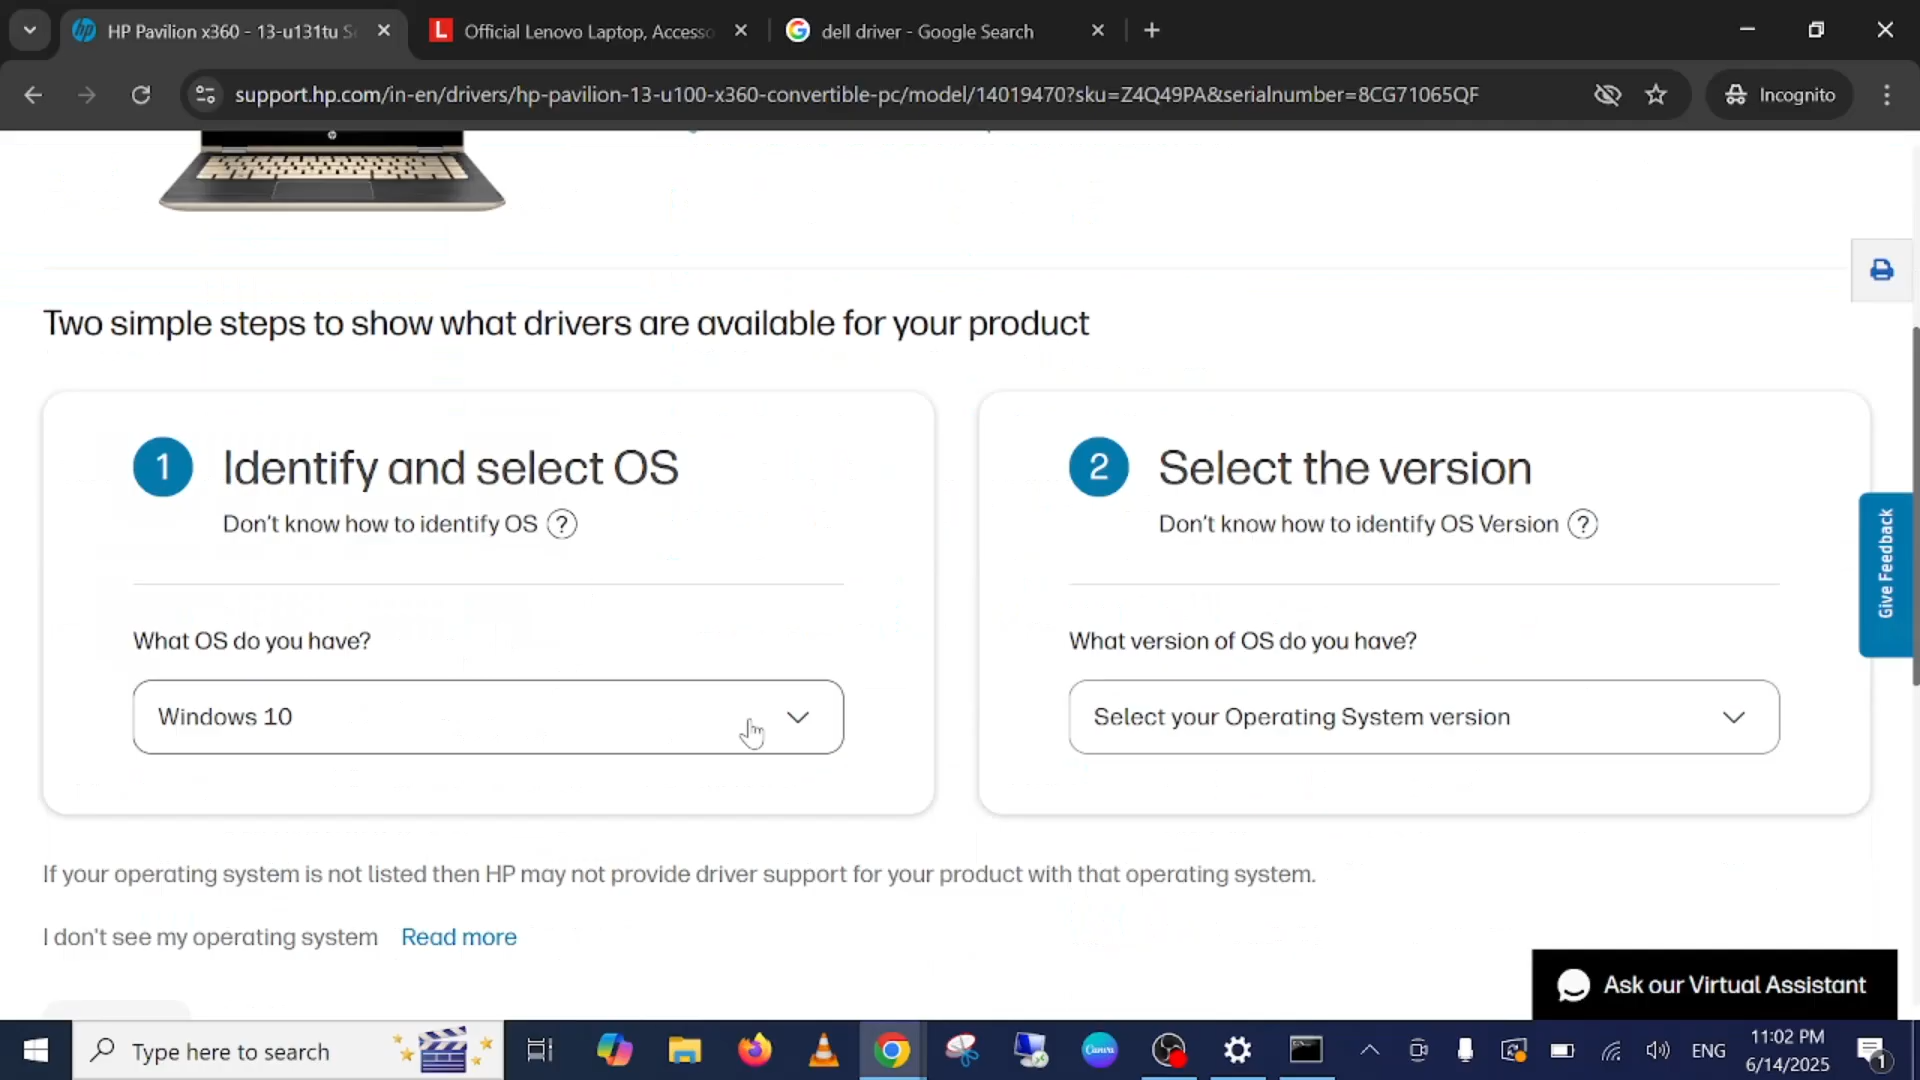 HP Pavilion x360 - 13-u131tu S
Official Lenovo Laptop, Accesso
dell driver - Google Search
support.hp.com/in-en/drivers/hp-pavilion-13-u100-x360-convertible-pc/model/14019470?sku=Z4Q49PA&serialnumber=8CG71065QF
Incognito
Two simple steps to show what drivers are available for your product
1 Identify and select OS
Don't know how to identify OS ?
What OS do you have?
Windows 10
2 Select the version
Don't know how to identify OS Version ?
What version of OS do you have?
Select your Operating System version
Give Feedback
If your operating system is not listed then HP may not provide driver support for your product with that operating system.
I don't see my operating system Read more
Ask our Virtual Assistant
Type here to search
Canva
ENG
11:02 PM
6/14/2025
1